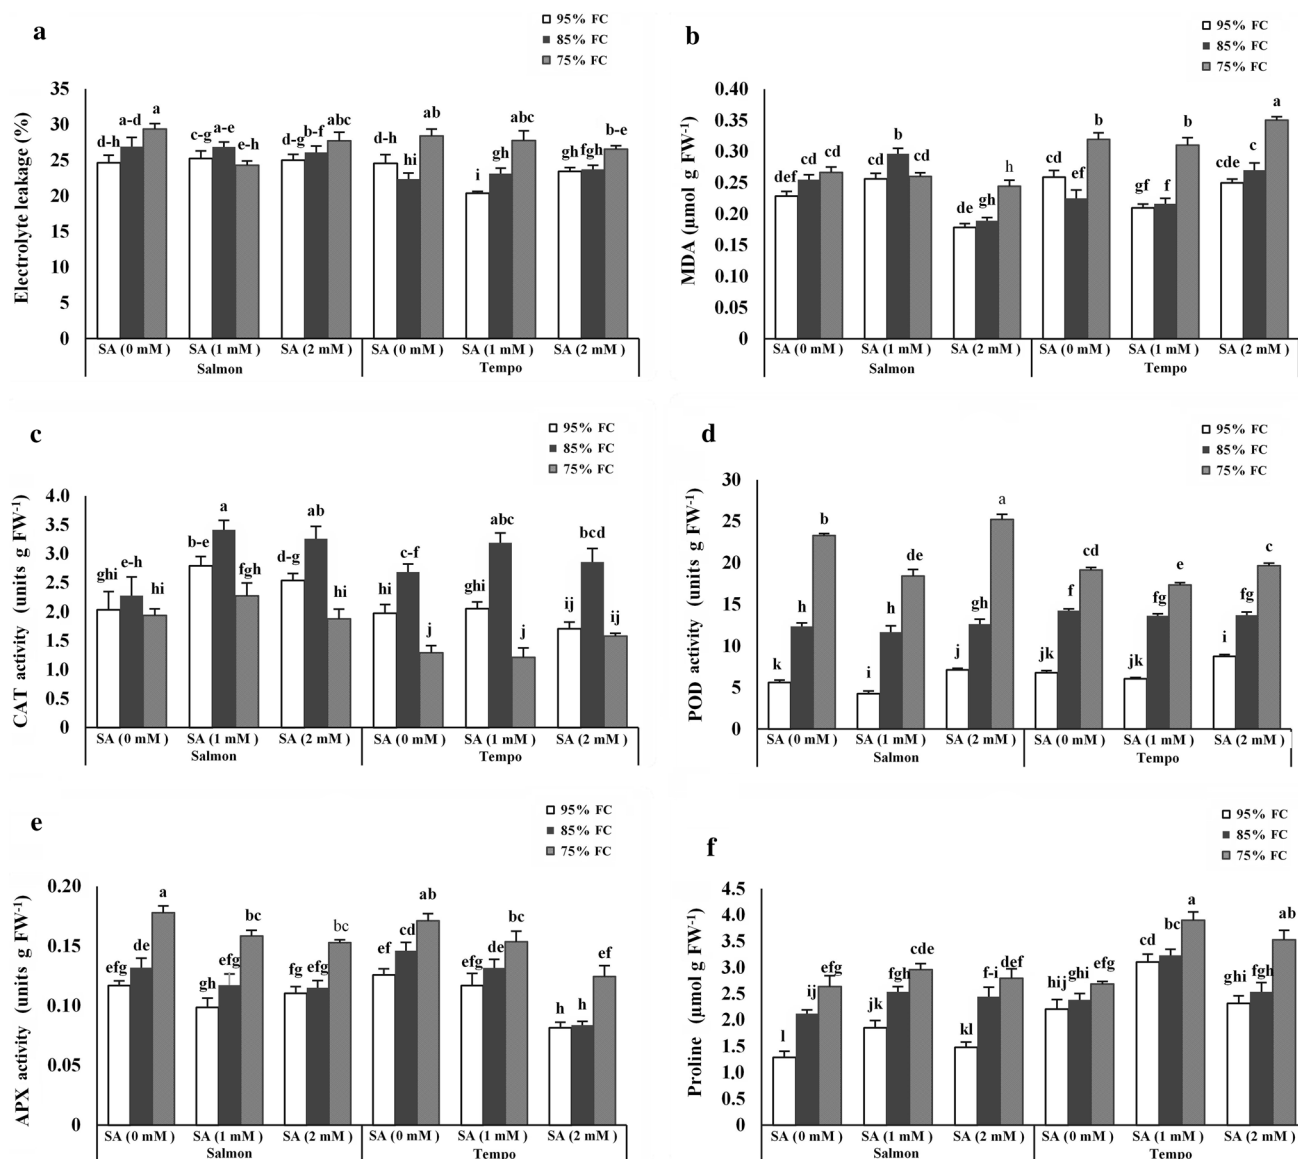 a
95% FC
85% FC
75% FC
Electrolyte leakage (%)
35
30
25
20
15
10
5
0
d-h a-d a c-g a-e e-h d-g b-f abc d-h hi ab i gh abc gh fgh b-e
SA (0 mM ) SA (1 mM ) SA (2 mM ) SA (0 mM ) SA (1 mM ) SA (2 mM )
Salmon Tempo
b
95% FC
85% FC
75% FC
MDA (µmol g FW-1)
0.40
0.35
0.30
0.25
0.20
0.15
0.10
0.05
0
def cd cd cd b cd de gh h cd ef b gf f b cde c a
SA (0 mM ) SA (1 mM ) SA (2 mM ) SA (0 mM ) SA (1 mM ) SA (2 mM )
Salmon Tempo
c
95% FC
85% FC
75% FC
CAT activity (units g FW-1)
4.0
3.5
3.0
2.5
2.0
1.5
1.0
0.5
0
ghi e-h hi b-e a fgh d-g ab hi hi c-f j ghi abc j ij bcd ij
SA (0 mM ) SA (1 mM ) SA (2 mM ) SA (0 mM ) SA (1 mM ) SA (2 mM )
Salmon Tempo
d
95% FC
85% FC
75% FC
POD activity (units g FW-1)
30
25
20
15
10
5
0
k h b i h de j gh a jk f cd jk fg e i fg c
SA (0 mM ) SA (1 mM ) SA (2 mM ) SA (0 mM ) SA (1 mM ) SA (2 mM )
Salmon Tempo
e
95% FC
85% FC
75% FC
APX activity (units g FW-1)
0.20
0.15
0.10
0.05
0
efg de a gh efg bc fg efg bc ef cd ab efg de bc h h ef
SA (0 mM ) SA (1 mM ) SA (2 mM ) SA (0 mM ) SA (1 mM ) SA (2 mM )
Salmon Tempo
f
95% FC
85% FC
75% FC
Proline (µmol g FW-1)
4.5
4.0
3.5
3.0
2.5
2.0
1.5
1.0
0.5
0
l ij efg jk fgh cde kl f-i def hij ghi efg cd bc a ghi fgh ab
SA (0 mM ) SA (1 mM ) SA (2 mM ) SA (0 mM ) SA (1 mM ) SA (2 mM )
Salmon Tempo